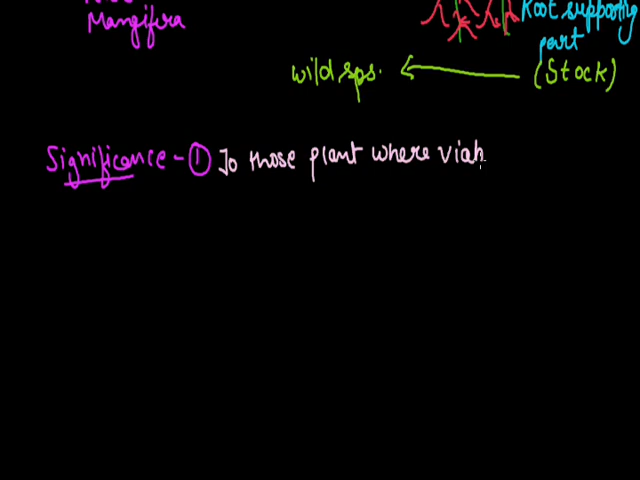 Mangifera
Root supporting
part
wild sps.
(Stock)
Significance - ① To those plant where viab